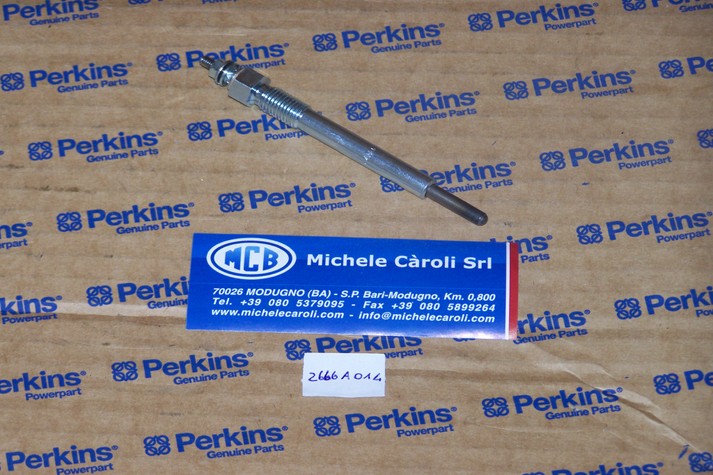 Perkins
Genuine Parts
Perkins
Powerpart
MCB Michele Càroli Srl
70026 MODUGNO (BA) - S.P. Bari-Modugno, Km. 0,800
Tel. +39 080 5379095 - Fax +39 080 5899264
www.michelecaroli.com - info@michelecaroli.com
2666A014